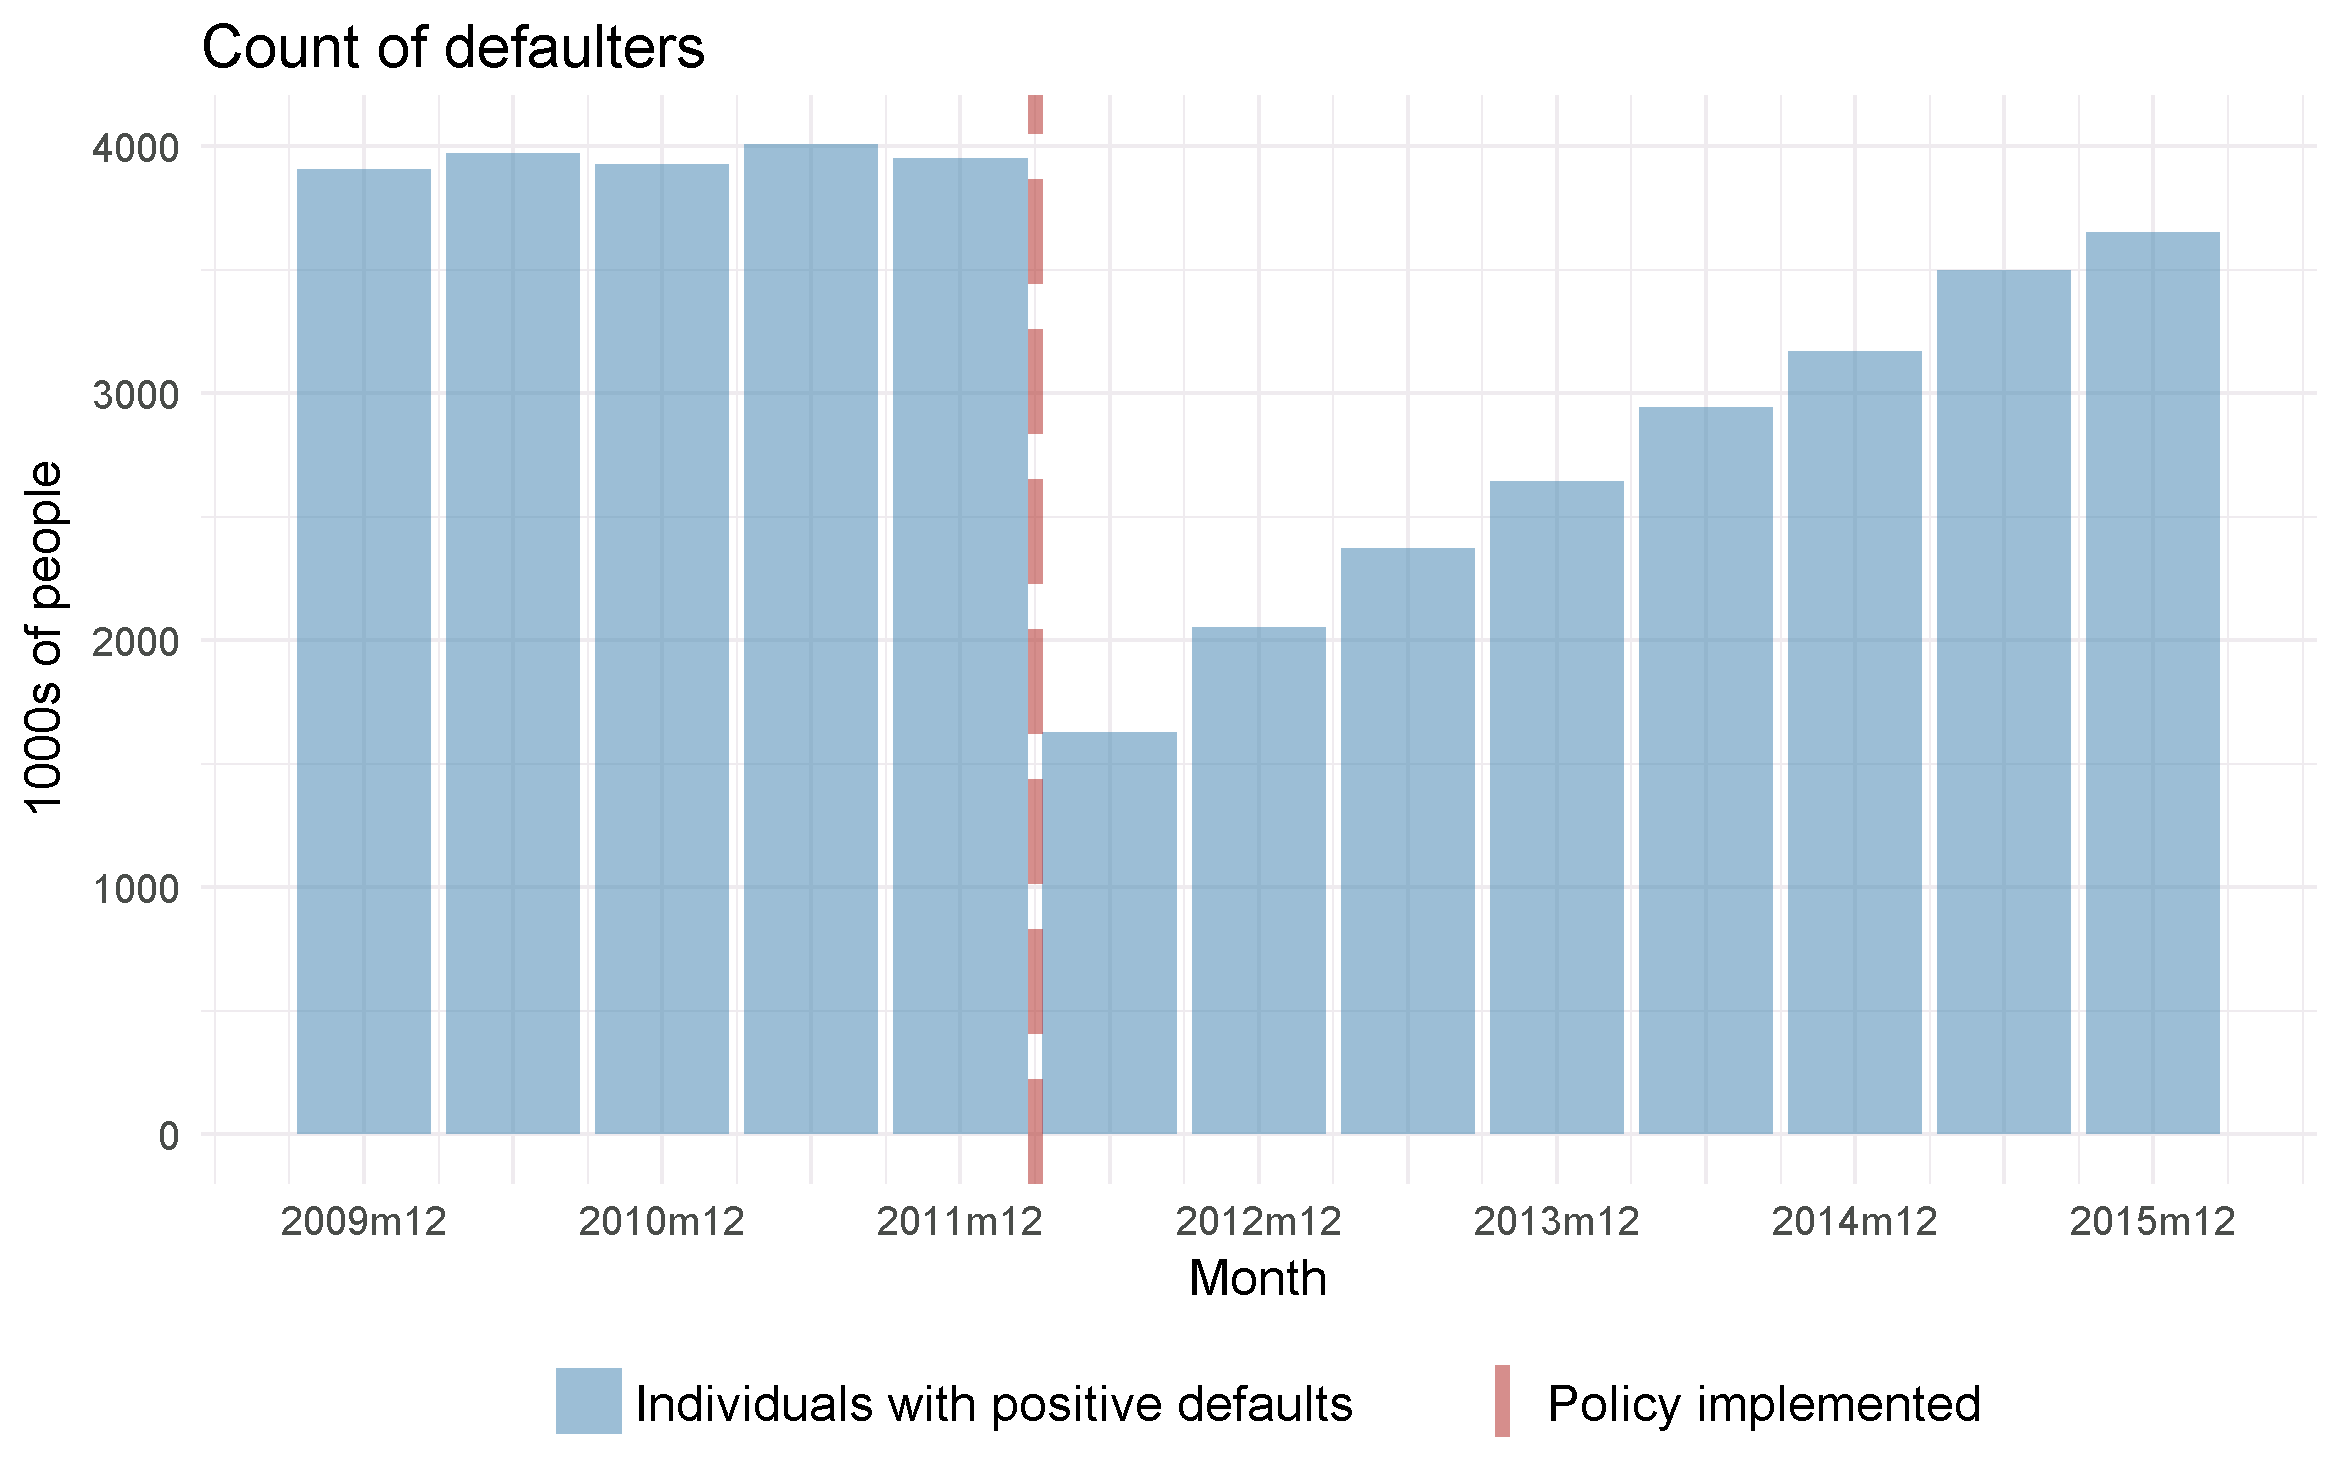 Count of defaulters
4000
3000
2000
1000
0
1000s of people
2009m12 2010m12 2011m12 2012m12 2013m12 2014m12 2015m12
Month
Individuals with positive defaults Policy implemented